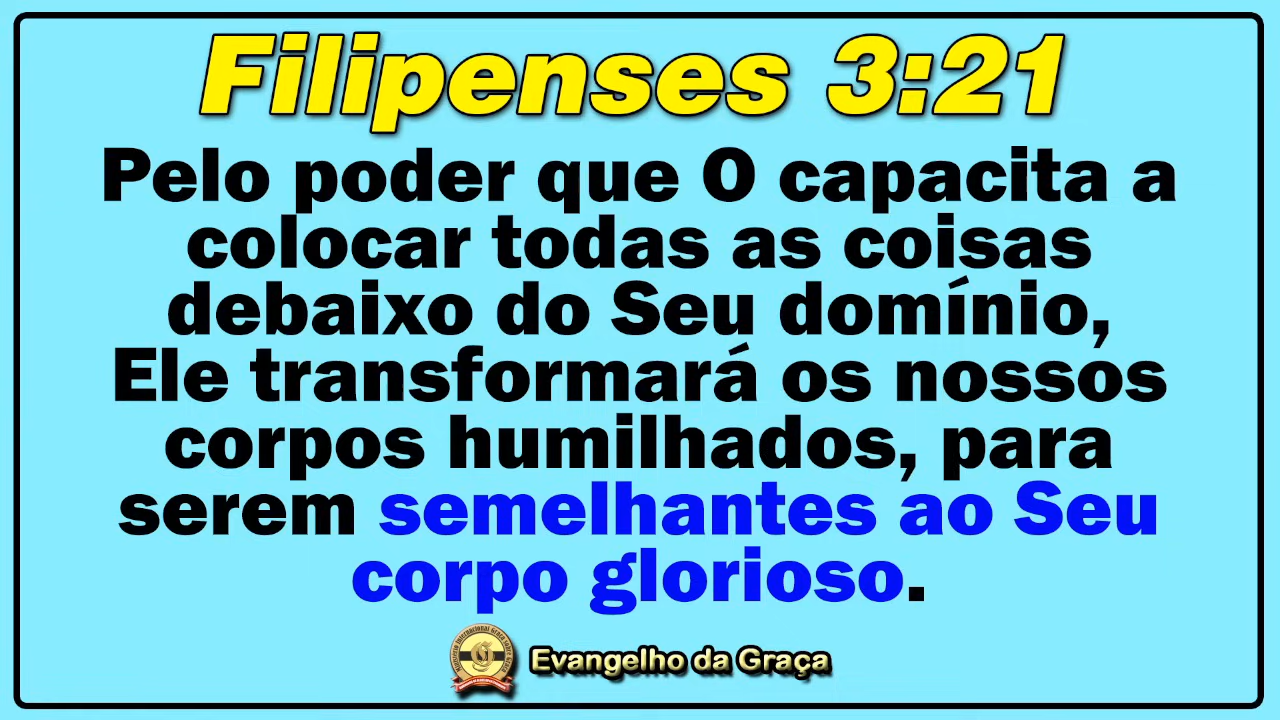 Filipenses 3:21
Pelo poder que O capacita a
colocar todas as coisas
debaixo do Seu domínio,
Ele transformará os nossos
corpos humilhados, para
serem semelhantes ao Seu
corpo glorioso.
Evangelho da Graça